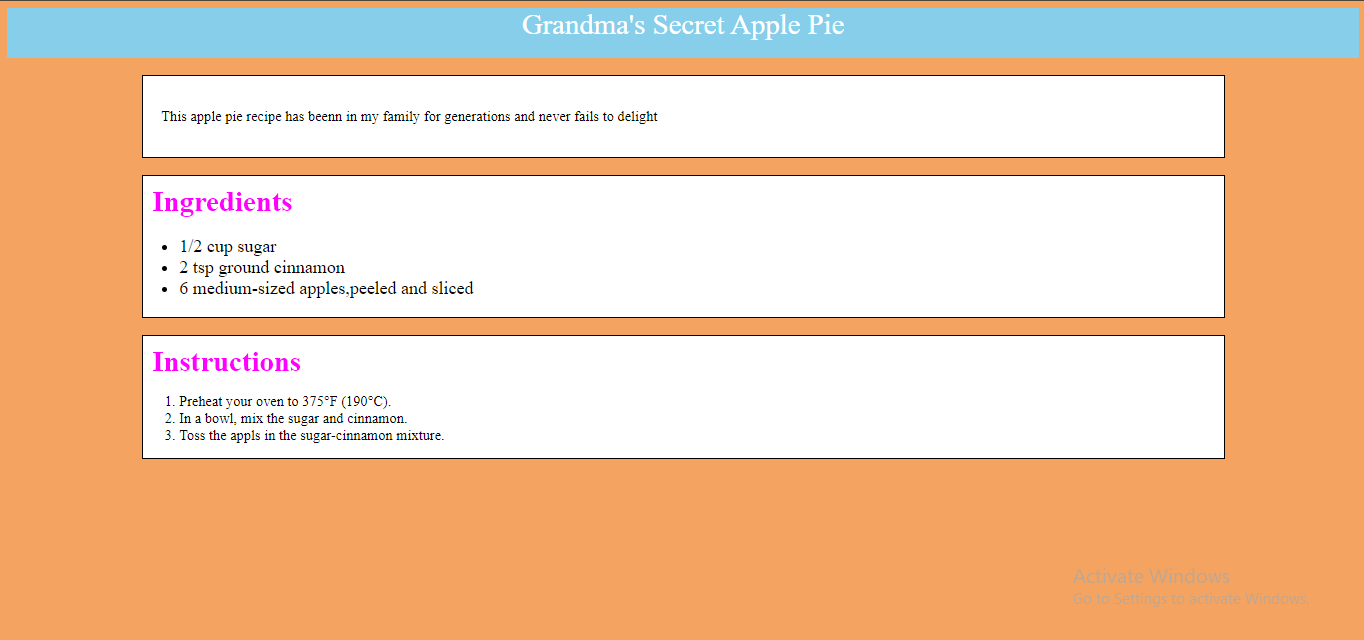 Grandma's Secret Apple Pie
This apple pie recipe has beenn in my family for generations and never fails to delight
Ingredients
• 1/2 cup sugar
• 2 tsp ground cinnamon
• 6 medium-sized apples,peeled and sliced
Instructions
1. Preheat your oven to 375°F (190°C).
2. In a bowl, mix the sugar and cinnamon.
3. Toss the appls in the sugar-cinnamon mixture.
Activate Windows
Go to Settings to activate Windows.